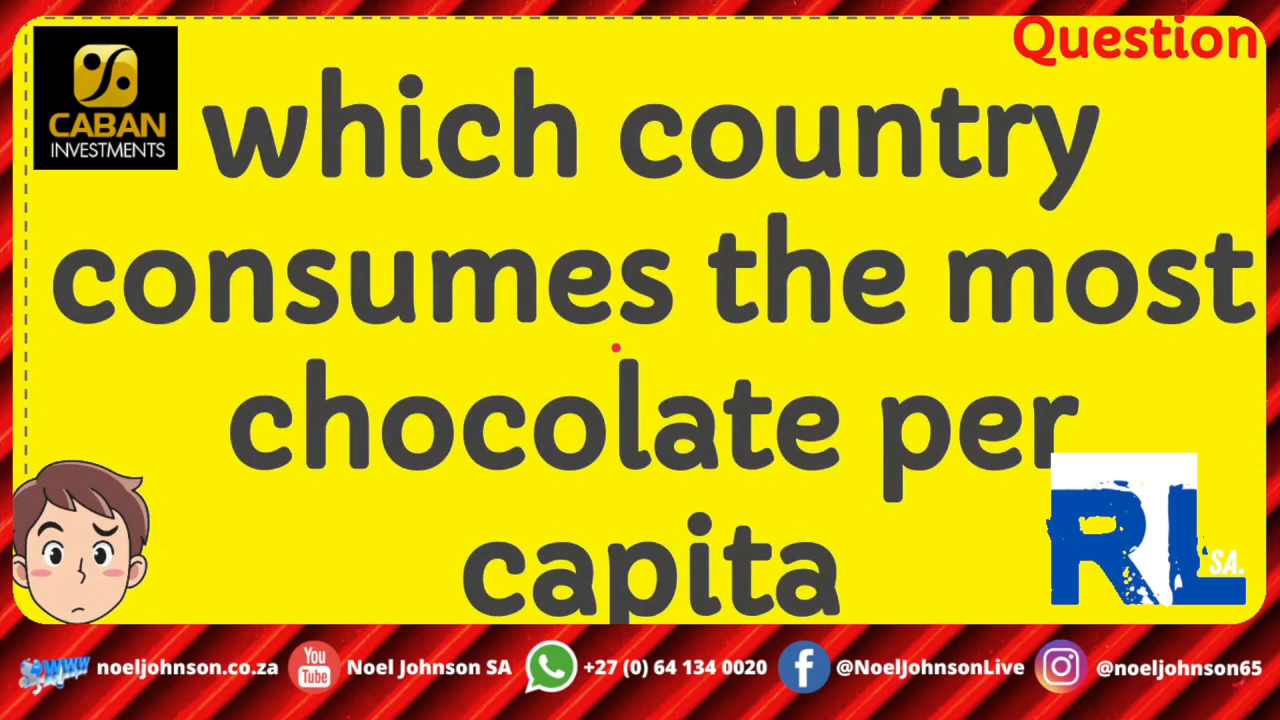 Question
CABAN
INVESTMENTS
which country
consumes the most
chocolate per
capita
RL
SA.
WWW
noeljohnson.co.za
You
Tube
Noel Johnson SA
+27 (0) 64 134 0020
f
@NoelJohnsonLive
@noeljohnson65